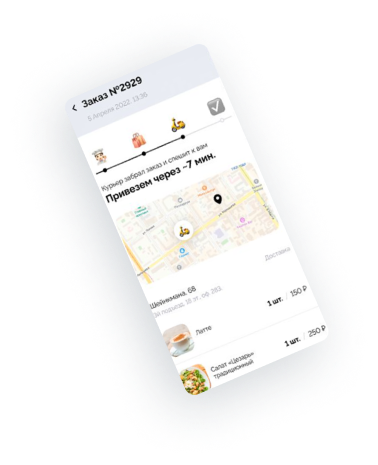 Заказ №2929
6 Апреля 2022, 13:36
Курьер забрал заказ и спешит к вам
Привезем через ~7 мин.
Доставка
Шейнкмана, 68
1 шт. / 150 ₽
Латте
1 шт. / 250 ₽
Салат «Цезарь»
традиционный